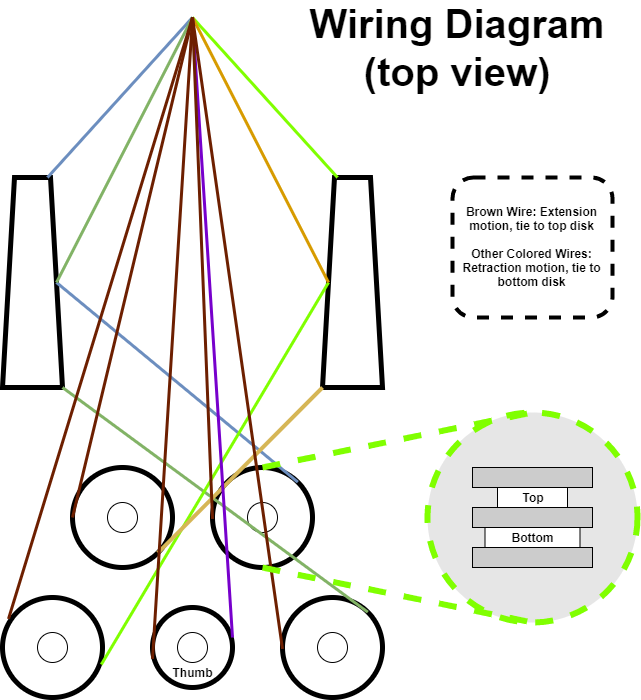 Wiring Diagram
(top view)
Brown Wire: Extension
motion, tie to top disk
Other Colored Wires:
Retraction motion, tie to
bottom disk
Top
Bottom
Thumb